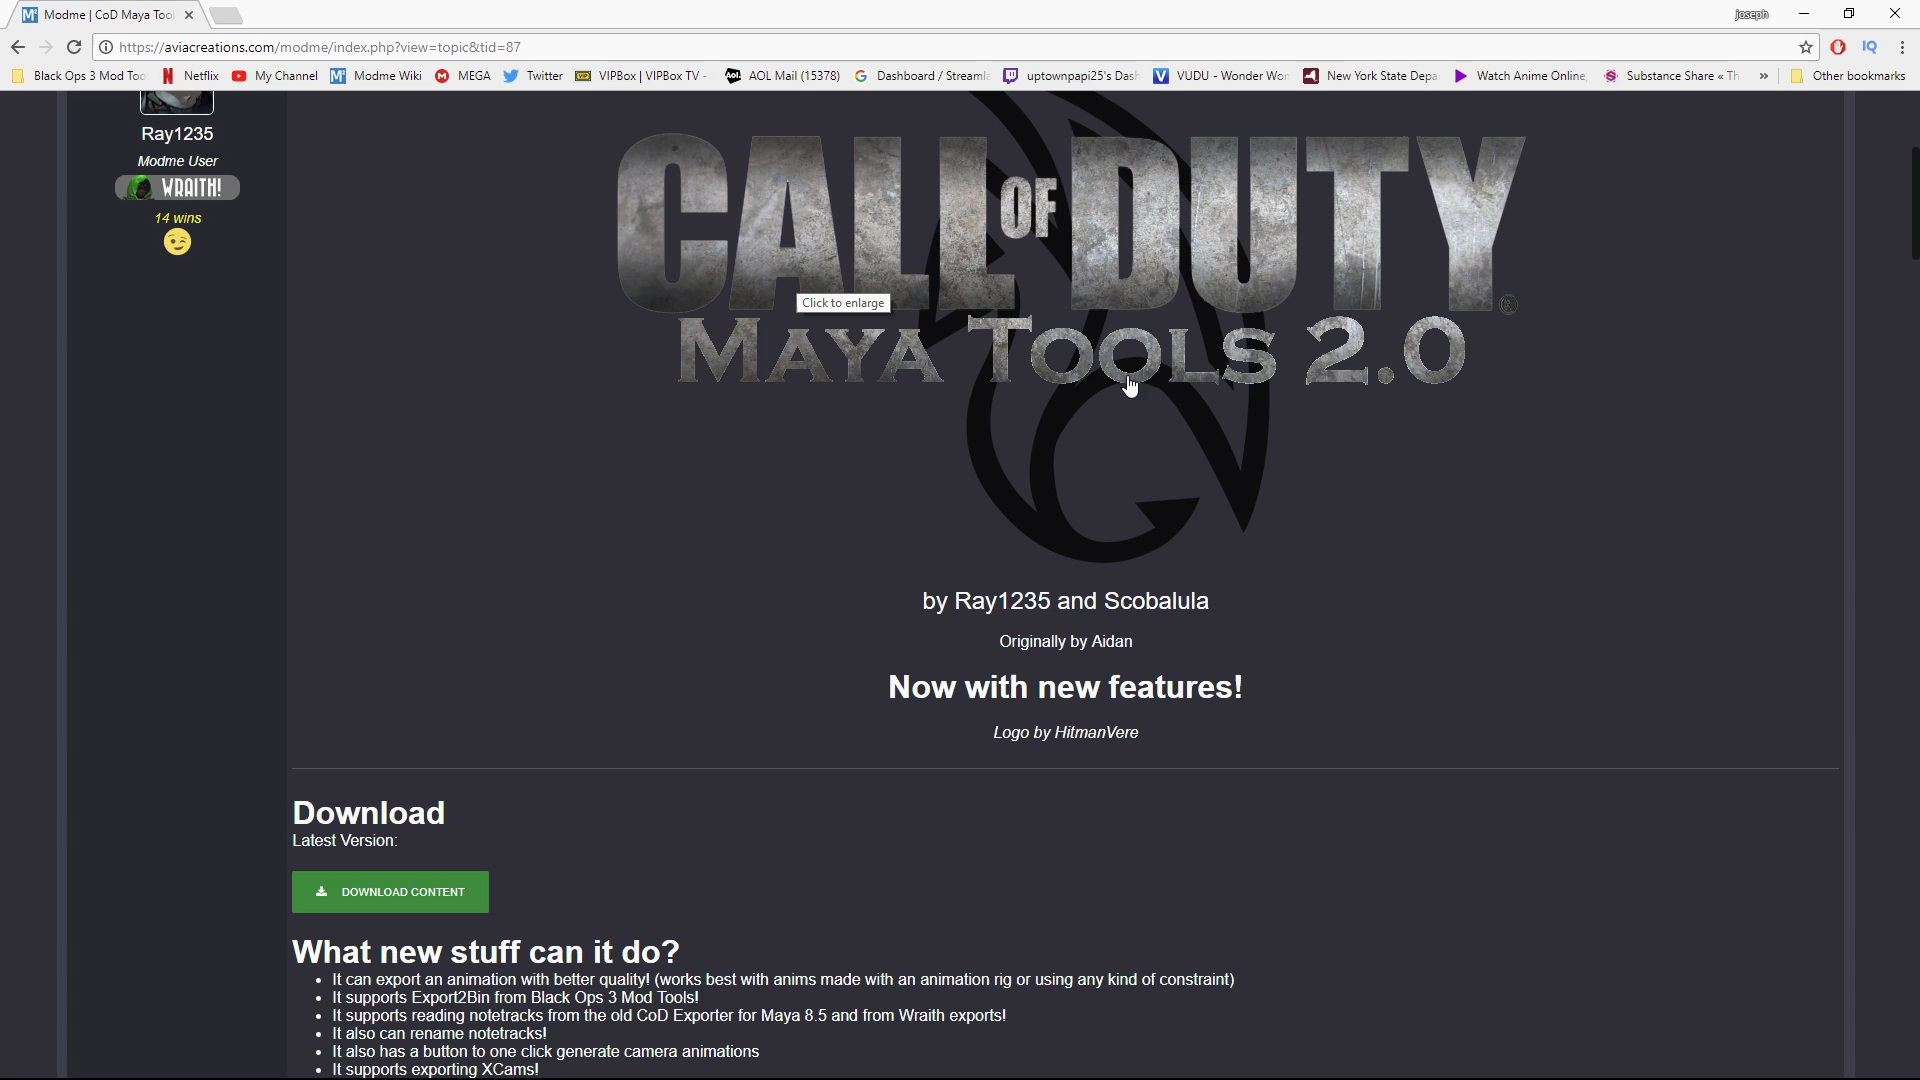 Modme | CoD Maya Tool
joseph
https://aviacreations.com/modme/index.php?view=topic&tid=87
Black Ops 3 Mod Too
Netflix
My Channel
Modme Wiki
MEGA
Twitter
VIPBox | VIPBox TV -
AOL Mail (15378)
Dashboard / Streaml
uptownpapi25's Dash
VUDU - Wonder Won
New York State Depa
Watch Anime Online,
Substance Share « Th
»
Other bookmarks
Ray1235
Modme User
WRAITH!
14 wins
CALL OF DUTY
MAYA TOOLS 2.0
Click to enlarge
by Ray1235 and Scobalula
Originally by Aidan
Now with new features!
Logo by HitmanVere
Download
Latest Version:
DOWNLOAD CONTENT
What new stuff can it do?
• It can export an animation with better quality! (works best with anims made with an animation rig or using any kind of constraint)
• It supports Export2Bin from Black Ops 3 Mod Tools!
• It supports reading notetracks from the old CoD Exporter for Maya 8.5 and from Wraith exports!
• It also can rename notetracks!
• It also has a button to one click generate camera animations
• It supports exporting XCams!